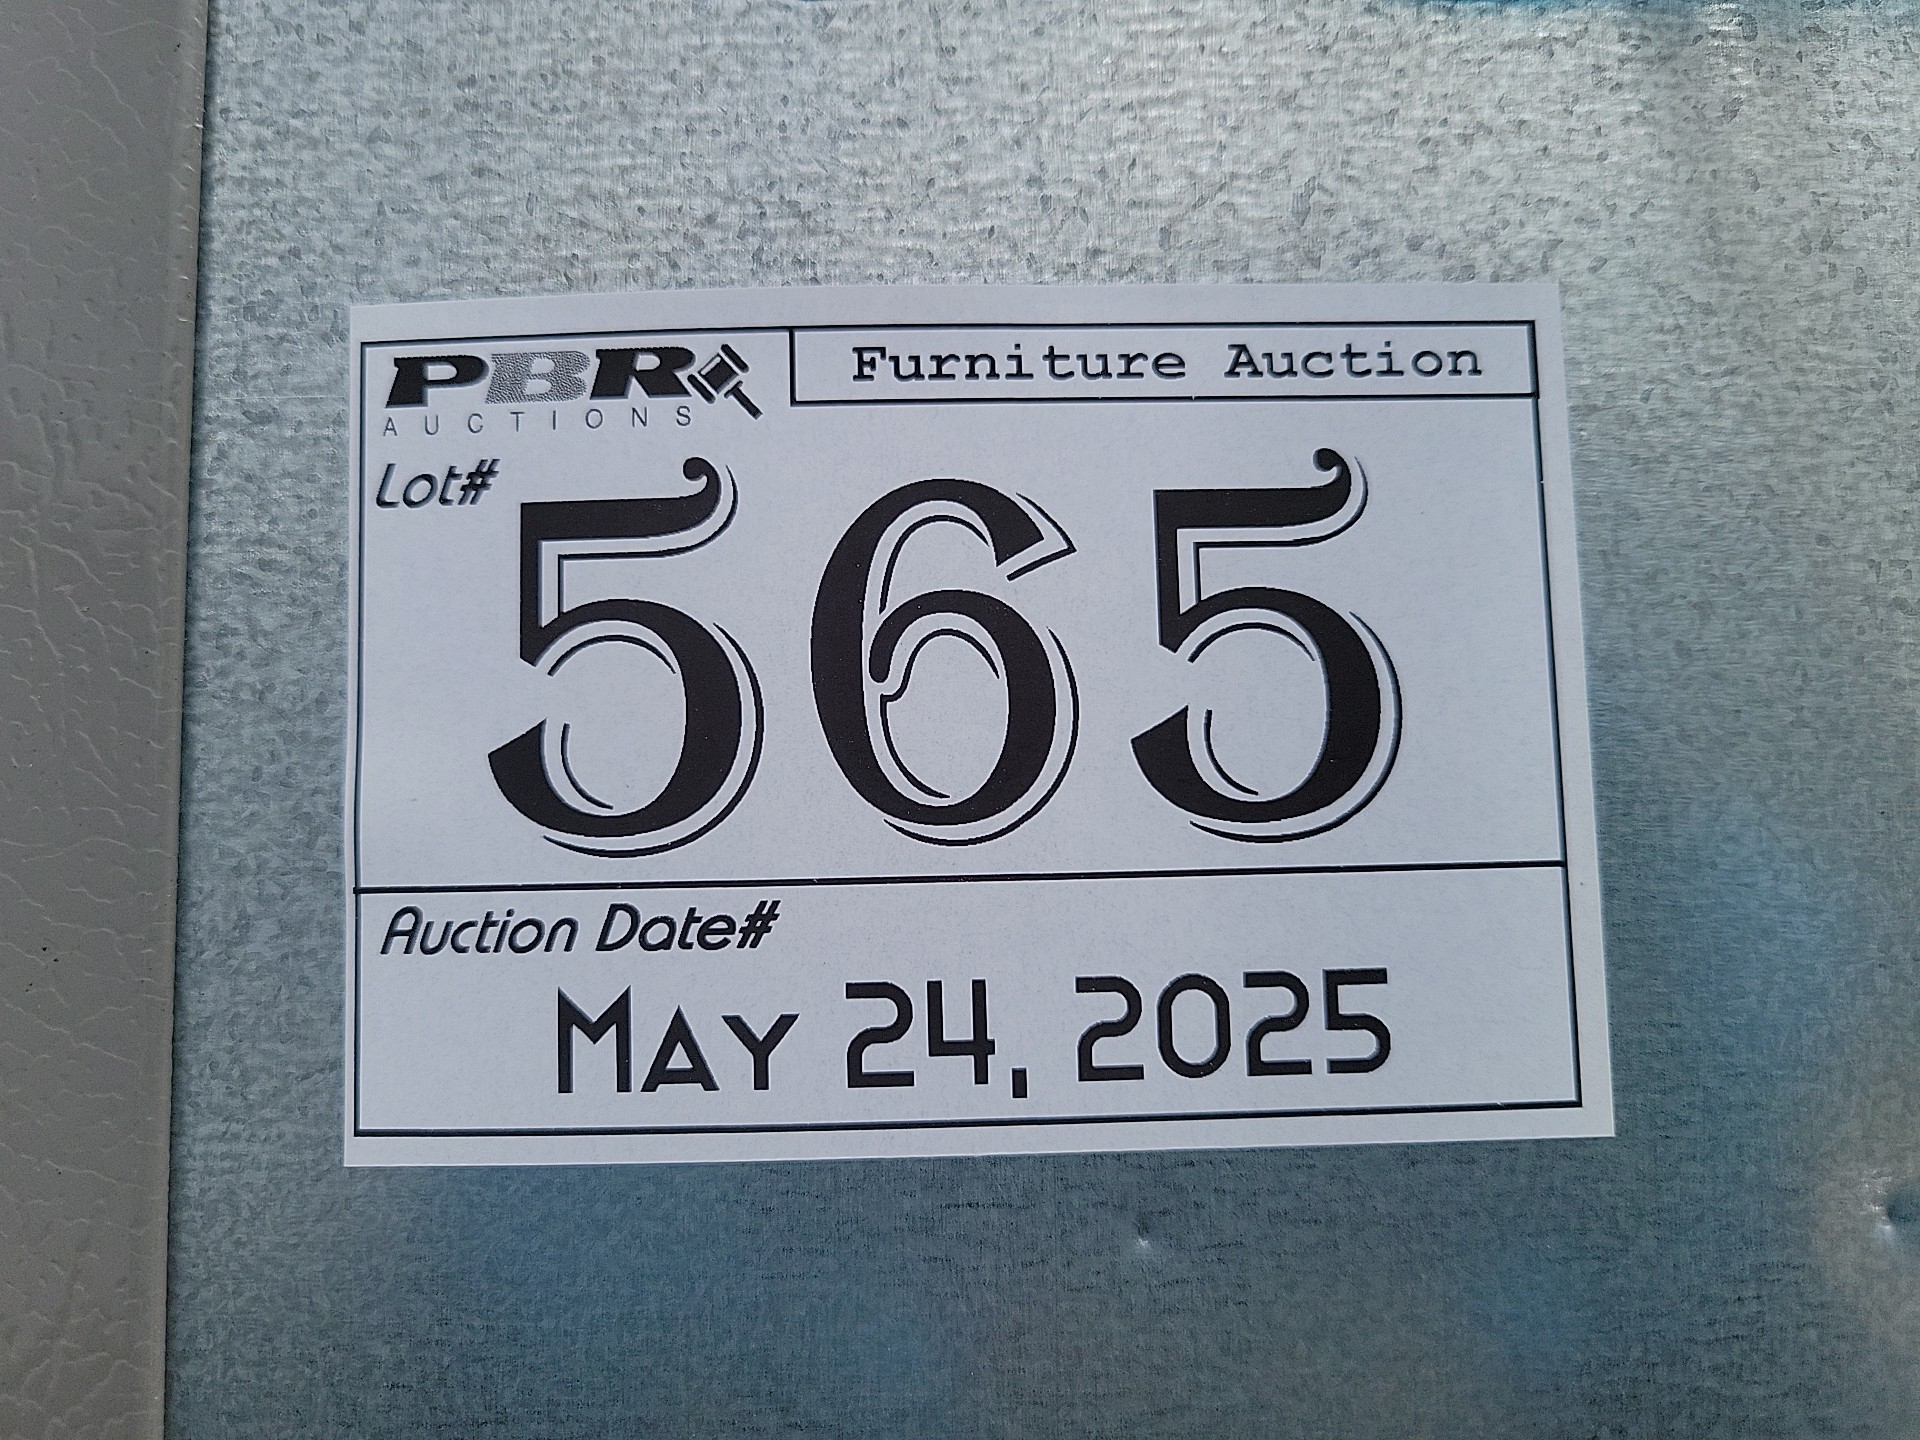 PBR
AUCTIONS
Furniture Auction
Lot#
565
Auction Date#
May 24, 2025